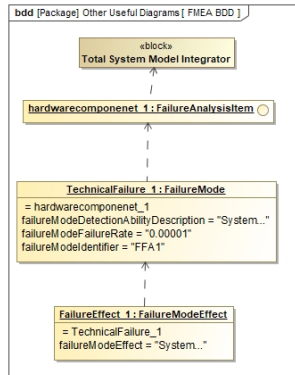 bdd [Package] Other Useful Diagrams [ FMEA BDD ]
«block»
Total System Model Integrator
hardwarecomponenet_1 : FailureAnalysisItem
TechnicalFailure_1 : FailureMode
= hardwarecomponenet_1
failureModeDetectionAbilityDescription = "System..."
failureModeFailureRate = "0.00001"
failureModeIdentifier = "FFA1"
FailureEffect_1 : FailureModeEffect
= TechnicalFailure_1
failureModeEffect = "System..."